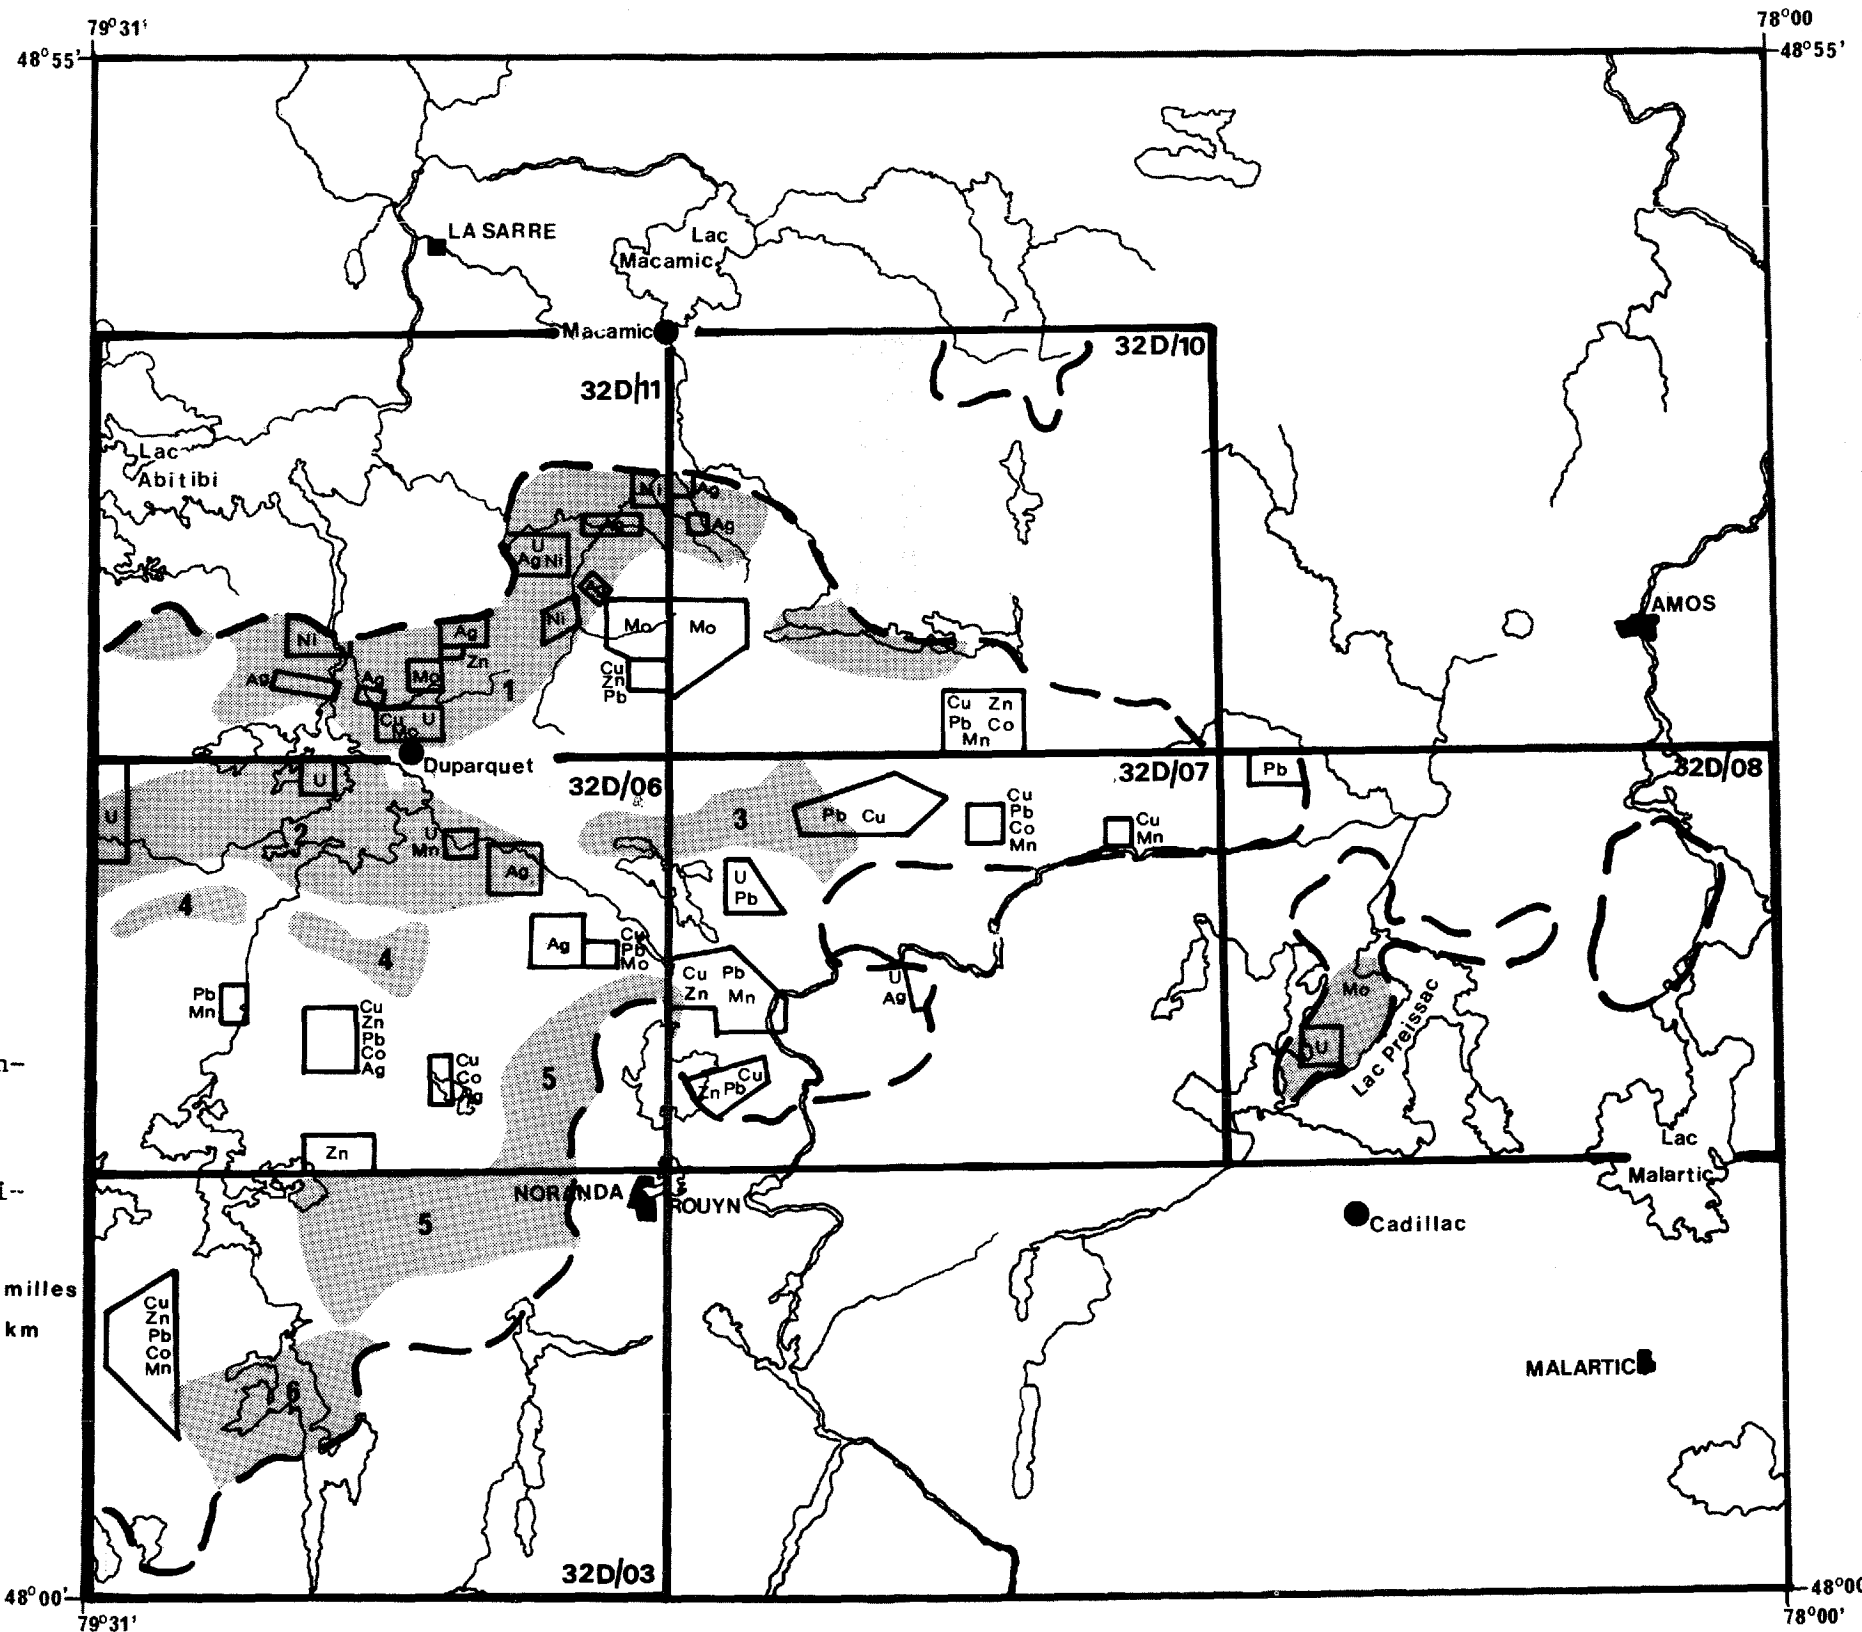 79°31'
78°00
48°55'
48°55'
LA SARRE
Lac
Macamic
Macamic
32D/10
32D/11
Lac
Abitibi
Ni
Ag
Ag
Ag
U
Ag Ni
Ag
Ni
Mo
Mo
AMOS
Ni
Ag
Zn
Ag
Ag
Mo
1
Cu
Zn
Pb
Cu U
Mo
Cu Zn
Pb Co
Mn
Duparquet
32D/06
32D/07
Pb
32D/08
U
U
2
U
Mn
Ag
3
Pb Cu
Cu
Pb
Co
Mn
Cu
Mn
U
Pb
4
4
Ag
Cu
Pb
Mo
Cu Pb
Zn Mn
U
Ag
Pb
Mn
Cu
Zn
Pb
Co
Ag
Cu
Co
Ag
5
Cu
Zn Pb
Mo
U
Lac Preissac
Zn
Lac
Malartic
NORANDA
ROUYN
5
Cadillac
milles
km
Cu
Zn
Pb
Co
Mn
6
MALARTIC
32D/03
48°00'
48°00
79°31'
78°00'